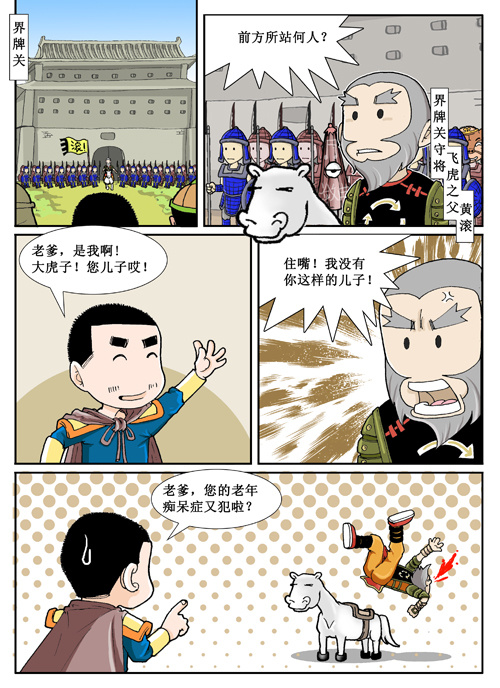 界牌关
滚
前方所站何人？
界牌关守将
飞虎之父
黄滚
老爹，是我啊！
大虎子！您儿子哎！
住嘴！我没有
你这样的儿子！
老爹，您的老年
痴呆症又犯啦？